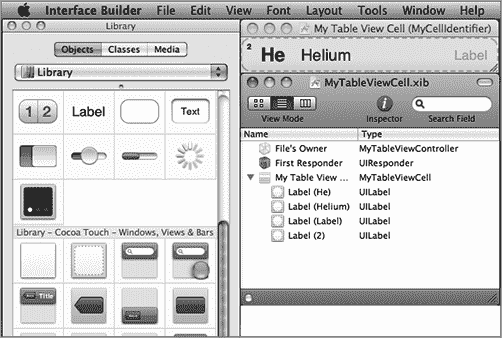 Interface Builder File Edit View Font Layout Tools Window Help
Library
Objects Classes Media
Library
1 2
Label
Text
Library – Cocoa Touch – Windows, Views & Bars
Title
My Table View Cell (MyCellIdentifier)
2
He Helium Label
MyTableViewCell.xib
View Mode Inspector Search Field
Name Type
File's Owner MyTableViewController
First Responder UIResponder
My Table View ... MyTableViewCell
Label (He) UILabel
Label (Helium) UILabel
Label (Label) UILabel
Label (2) UILabel